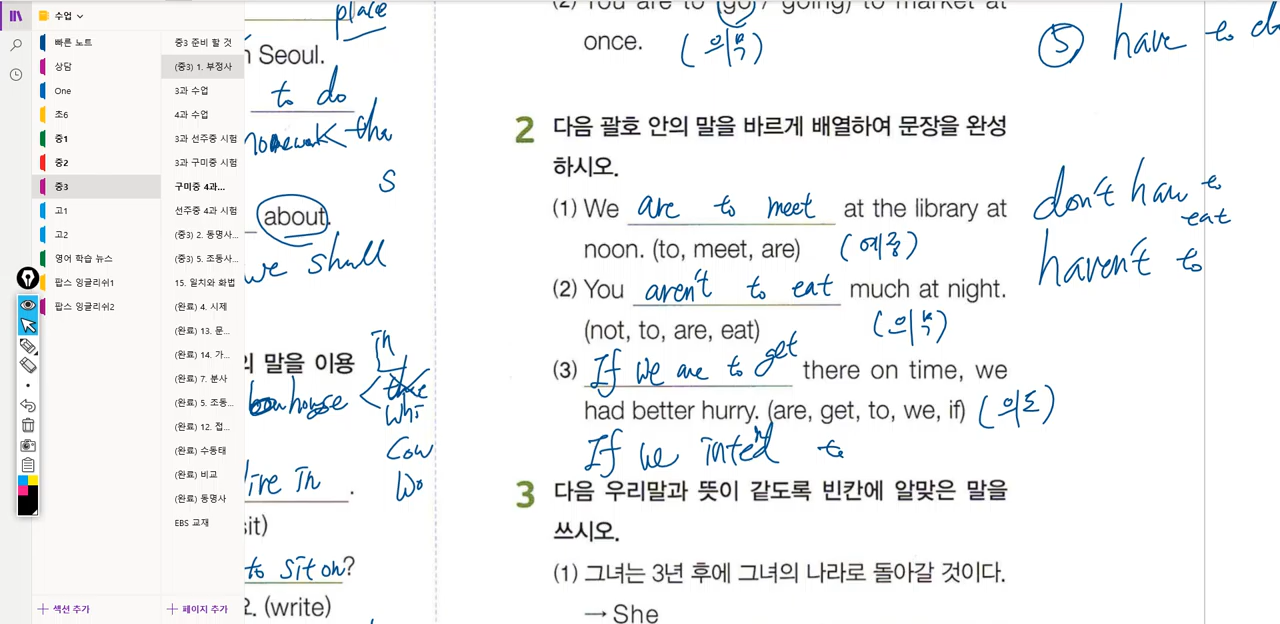 수업
빠른 노트
상담
One
초6
중1
중2
중3
고1
고2
영어 학습 뉴스
팝스 잉글리쉬1
팝스 잉글리쉬2
섹션 추가
중3 준비 할 것
(중3) 1. 부정사
3과 수업
4과 수업
3과 선주중 시험
3과 구미중 시험
구미중 4과...
선주중 4과 시험
(중3) 2. 동명사...
(중3) 5. 조동사...
15. 일치와 화법
(완료) 4. 시제
(완료) 13. 문...
(완료) 14. 가...
(완료) 7. 분사
(완료) 5. 조동...
(완료) 12. 접...
(완료) 수동태
(완료) 비교
(완료) 동명사
EBS 교재
페이지 추가
place
Seoul.
to do
about.
we shall
의 말을 이용
house
live in .
sit)
to sit on?
요. (write)
(2) You are to (go / going) to market at
once. (의무)
⑤ have to do
2 다음 괄호 안의 말을 바르게 배열하여 문장을 완성
하시오.
(1) We are to meet at the library at
noon. (to, meet, are) (예정)
(2) You aren't to eat much at night.
(not, to, are, eat) (의무)
(3) If we are to get there on time, we
had better hurry. (are, get, to, we, if) (의도)
If we intend to
don't have to
eat
haven't to
3 다음 우리말과 뜻이 같도록 빈칸에 알맞은 말을
쓰시오.
(1) 그녀는 3년 후에 그녀의 나라로 돌아갈 것이다.
→ She